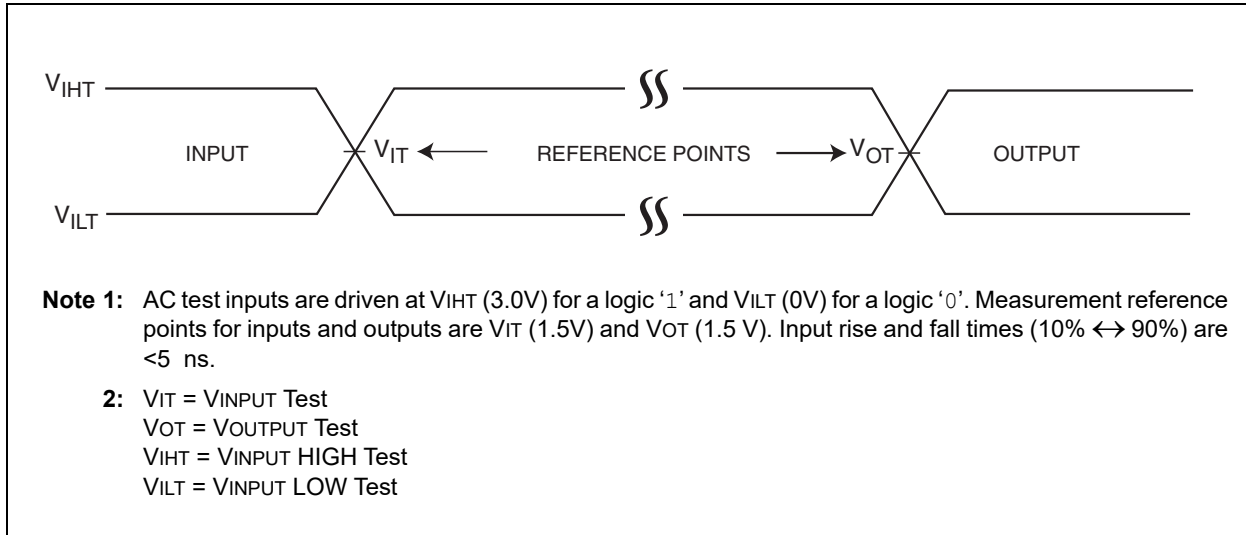 VIHT
INPUT VIT REFERENCE POINTS VOT OUTPUT
VILT
Note 1: AC test inputs are driven at VIHT (3.0V) for a logic ‘1’ and VILT (0V) for a logic ‘0’. Measurement reference
points for inputs and outputs are VIT (1.5V) and VOT (1.5 V). Input rise and fall times (10% ↔ 90%) are
<5 ns.
2: VIT = VINPUT Test
VOT = VOUTPUT Test
VIHT = VINPUT HIGH Test
VILT = VINPUT LOW Test